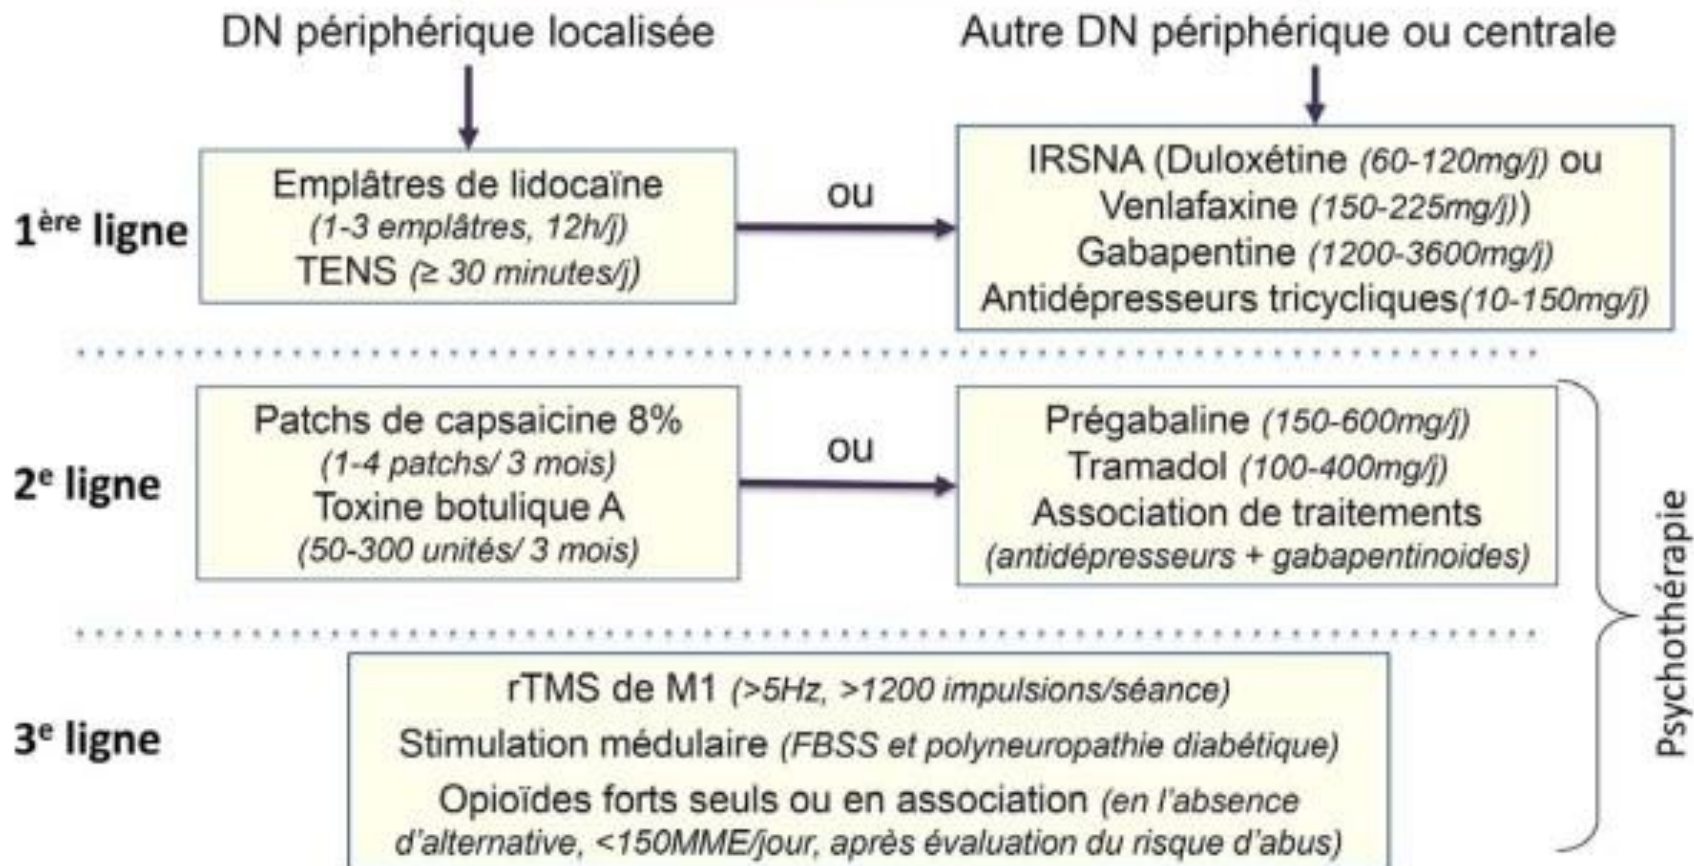 DN périphérique localisée
Autre DN périphérique ou centrale
1ère ligne
Emplâtres de lidocaïne
(1-3 emplâtres, 12h/j)
TENS (≥ 30 minutes/j)
ou
IRSNA (Duloxétine (60-120mg/j) ou
Venlafaxine (150-225mg/j))
Gabapentine (1200-3600mg/j)
Antidépresseurs tricycliques(10-150mg/j)
2e ligne
Patchs de capsaicine 8%
(1-4 patchs/ 3 mois)
Toxine botulique A
(50-300 unités/ 3 mois)
ou
Prégabaline (150-600mg/j)
Tramadol (100-400mg/j)
Association de traitements
(antidépresseurs + gabapentinoides)
3e ligne
rTMS de M1 (>5Hz, >1200 impulsions/séance)
Stimulation médulaire (FBSS et polyneuropathie diabétique)
Opioïdes forts seuls ou en association (en l'absence
d'alternative, <150MME/jour, après évaluation du risque d'abus)
Psychothérapie